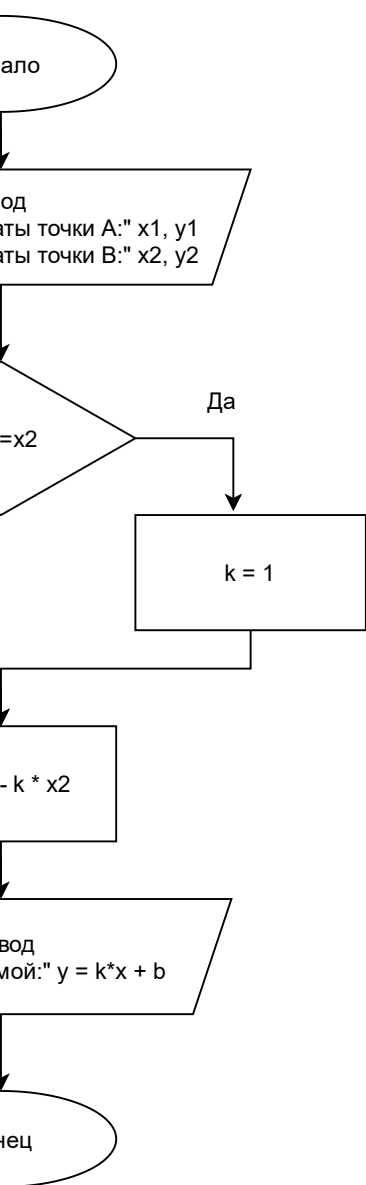 ало
од
аты точки A:" x1, y1
аты точки B:" x2, y2
Да
=x2
k = 1
- k * x2
вод
мой:" y = k*x + b
нец